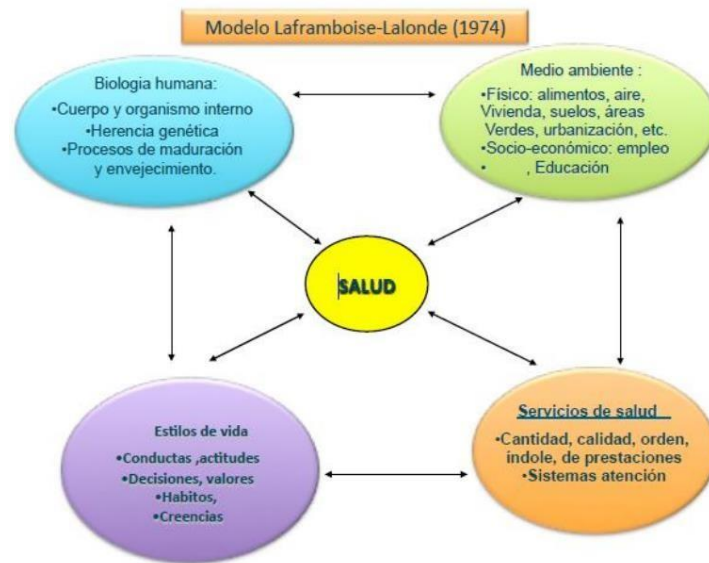 Modelo Laframboise-Lalonde (1974)
Biologia humana:
•Cuerpo y organismo interno
•Herencia genética
•Procesos de maduración
y envejecimiento.
Medio ambiente :
•Físico: alimentos, aire,
Vivienda, suelos, áreas
Verdes, urbanización, etc.
•Socio-económico: empleo
• , Educación
SALUD
Estilos de vida
•Conductas ,actitudes
•Decisiones, valores
•Habitos,
•Creencias
Servicios de salud
•Cantidad, calidad, orden,
índole, de prestaciones
•Sistemas atención